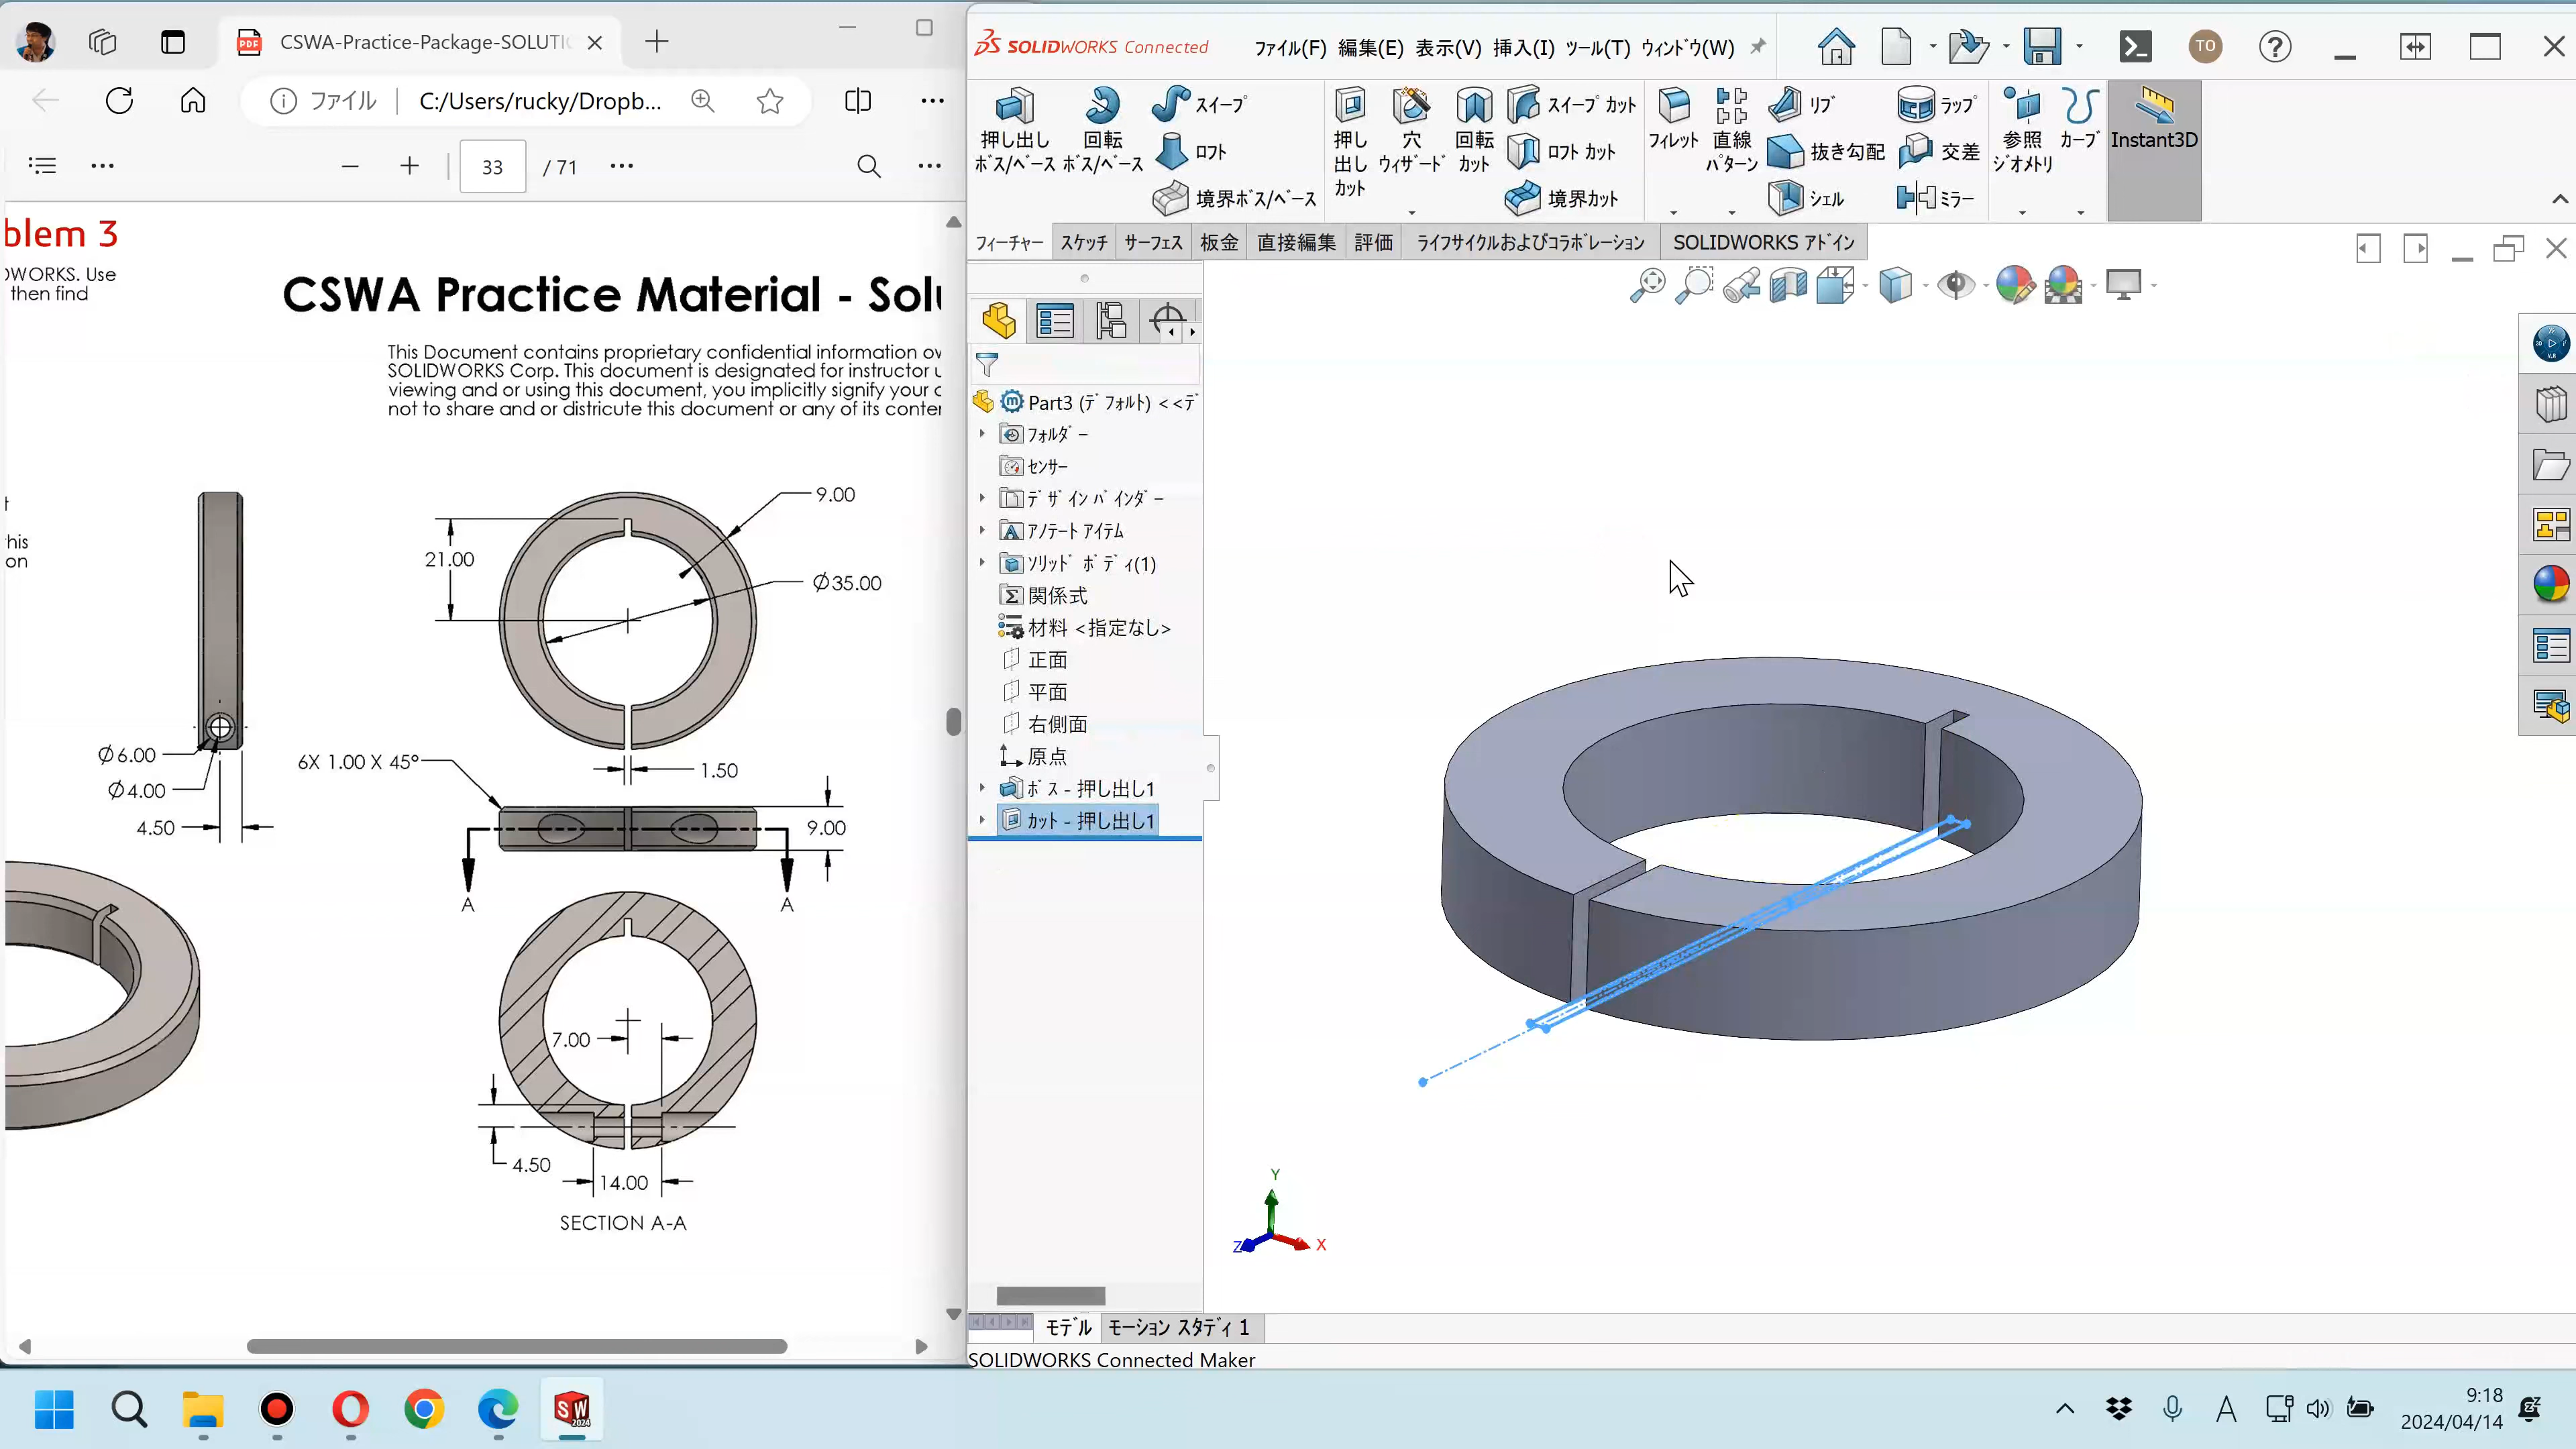 CSWA-Practice-Package-SOLUTIO
ファイル
C:/Users/rucky/Dropb...
33
/ 71
blem 3
DWORKS. Use
then find
CSWA Practice Material - Solu
This Document contains proprietary confidential information ow
SOLIDWORKS Corp. This document is designated for instructor u
viewing and or using this document, you implicitly signify your a
not to share and or districute this document or any of its conter
his
on
9.00
21.00
Ø35.00
Ø6.00
Ø4.00
4.50
6X 1.00 X 45°
1.50
9.00
A
A
7.00
4.50
14.00
SECTION A-A
SOLIDWORKS Connected
ファイル(F) 編集(E) 表示(V) 挿入(I) ツール(T) ウィンドウ(W)
TO
押し出し
ボス/ベース
回転
ボス/ベース
スイープ
ロフト
境界ボス/ベース
押し
出し
カット
穴
ウィザード
回転
カット
スイープ カット
ロフト カット
境界カット
フィレット
直線
パターン
リブ
抜き勾配
シェル
ラップ
交差
ミラー
参照
ジオメトリ
カーブ
Instant3D
フィーチャー
スケッチ
サーフェス
板金
直接編集
評価
ライフサイクルおよびコラボレーション
SOLIDWORKS アドイン
Part3 (デフォルト) <<デ
フォルダー
センサー
デザインバインダー
アノテートアイテム
ソリッド ボディ(1)
関係式
材料 <指定なし>
正面
平面
右側面
原点
ボス - 押し出し1
カット - 押し出し1
Y
Z
X
モデル
モーション スタディ 1
SOLIDWORKS Connected Maker
SW
2024
A
9:18
2024/04/14